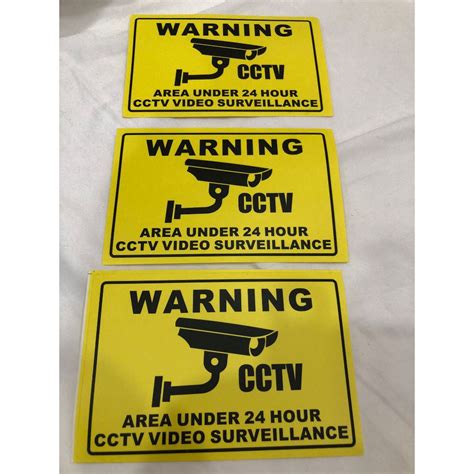 WARNING
CCTV
AREA UNDER 24 HOUR
CCTV VIDEO SURVEILLANCE
WARNING
CCTV
AREA UNDER 24 HOUR
CCTV VIDEO SURVEILLANCE
WARNING
CCTV
AREA UNDER 24 HOUR
CCTV VIDEO SURVEILLANCE